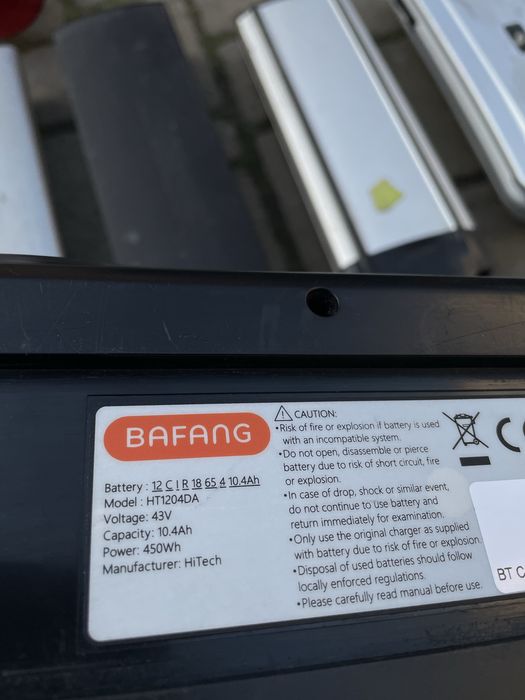 BAFANG
Battery : 12 C I R 18 65 4 10.4Ah
Model : HT1204DA
Voltage: 43V
Capacity: 10.4Ah
Power: 450Wh
Manufacturer: HiTech
CAUTION:
•Risk of fire or explosion if battery is used
with an incompatible system.
•Do not open, disassemble or pierce
battery due to risk of short circuit, fire
or explosion.
•In case of drop, shock or similar event,
do not continue to use battery and
return immediately for examination.
•Only use the original charger as supplied
with battery due to risk of fire or explosion
•Disposal of used batteries should follow
locally enforced regulations.
•Please carefully read manual before use.
CE
BT C